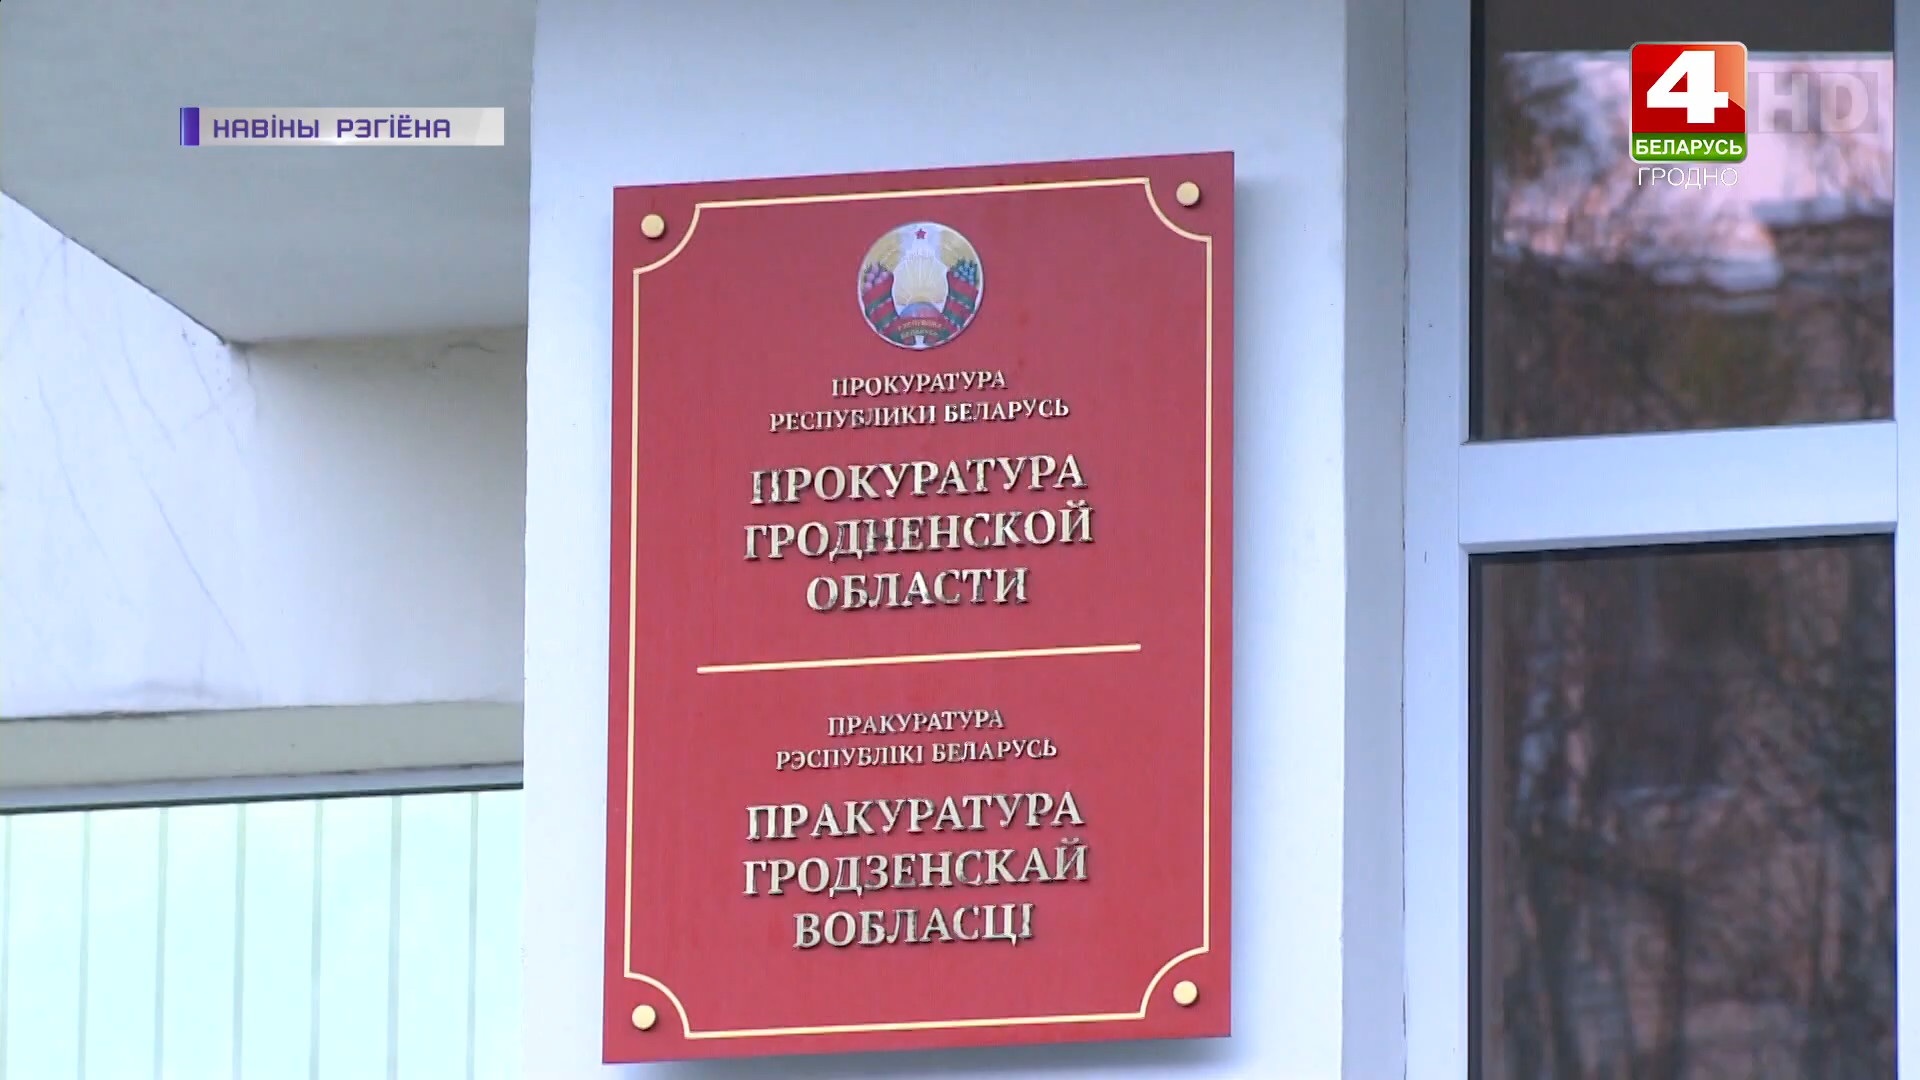 НАВІНЫ РЭГІЁНА
4 HD
БЕЛАРУСЬ
ГРОДНО
ПРОКУРАТУРА
РЕСПУБЛИКИ БЕЛАРУСЬ
ПРОКУРАТУРА
ГРОДНЕНСКОЙ
ОБЛАСТИ
ПРАКУРАТУРА
РЭСПУБЛІКІ БЕЛАРУСЬ
ПРАКУРАТУРА
ГРОДЗЕНСКАЙ
ВОБЛАСЦІ